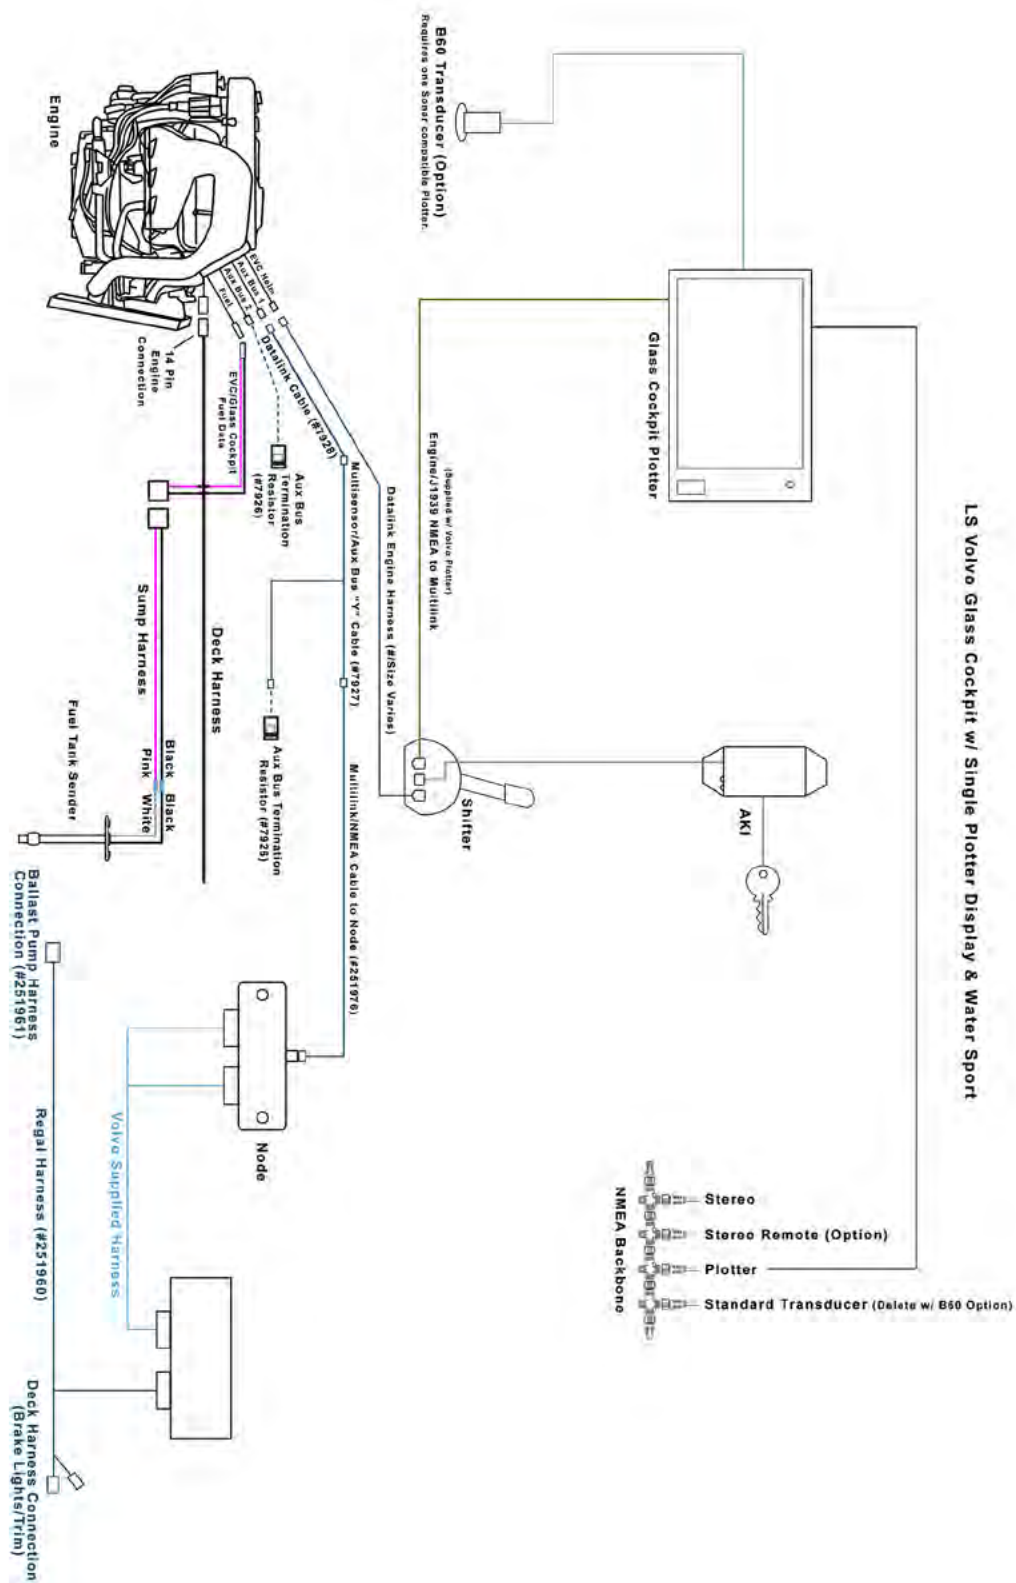 LS Volvo Glass Cockpit w/ Single Plotter Display & Water Sport
B60 Transducer (Option)
Requires one Sonar compatible Plotter.
Glass Cockpit Plotter
Stereo
Stereo Remote (Option)
Plotter
Standard Transducer (Delete w/ B60 Option)
NMEA Backbone
AKI
Shifter
(Supplied w/ Volvo Plotter)
Engine/J1939 NMEA to Multilink
Datalink Engine Harness (#/Size Varies)
Engine
EVC Helm
Aux Bus 1
Aux Bus 2
Fuel
Datalink Cable (#7928)
Multisensor/Aux Bus "Y" Cable (#7927)
Multilink/NMEA Cable to Node (#251976)
Aux Bus
Termination
Resistor
(#7926)
Aux Bus Termination
Resistor (#7925)
14 Pin
Engine
Connection
EVC/Glass Cockpit
Fuel Data
Deck Harness
Sump Harness
Black
Black
Pink
White
Fuel Tank Sender
Node
Volvo Supplied Harness
Ballast Pump Harness
Connection (#251961)
Regal Harness (#251960)
Deck Harness Connection
(Brake Lights/Trim)